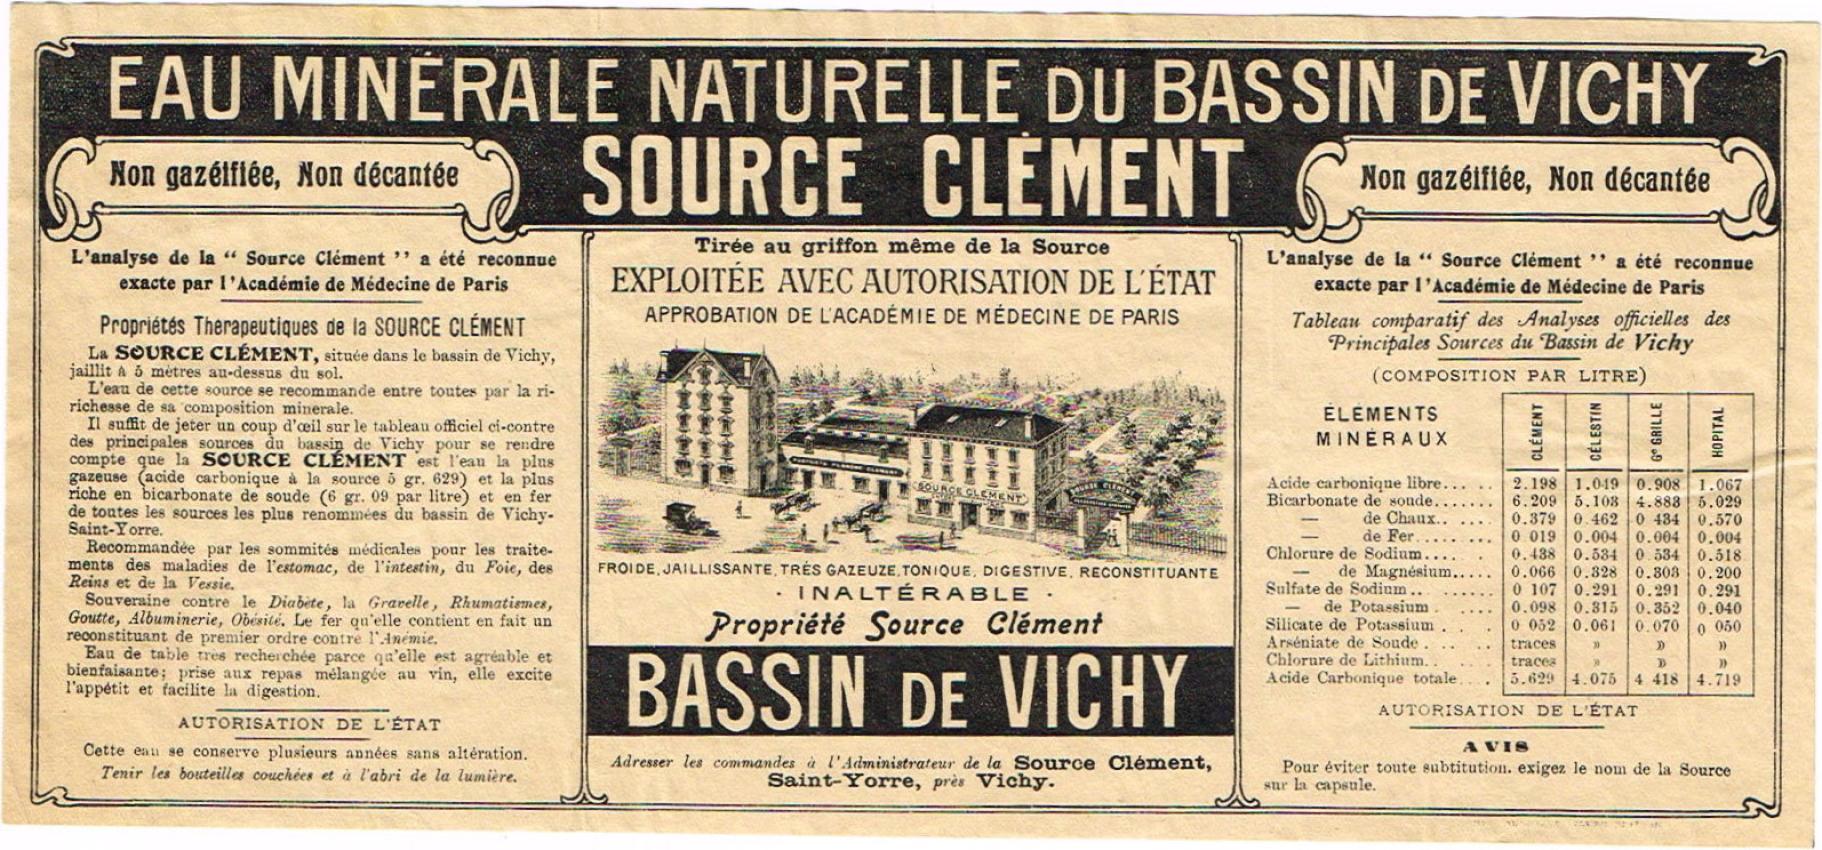 EAU MINÉRALE NATURELLE DU BASSIN DE VICHY
SOURCE CLÉMENT
Non gazéifiée, Non décantée
Non gazéifiée, Non décantée
L'analyse de la “ Source Clément ” a été reconnue
exacte par l'Académie de Médecine de Paris
Propriétés Therapeutiques de la SOURCE CLÉMENT
La SOURCE CLÉMENT, située dans le bassin de Vichy,
jaillit à 5 mètres au-dessus du sol.
L'eau de cette source se recommande entre toutes par la ri-
richesse de sa composition minerale.
Il suffit de jeter un coup d'œil sur le tableau officiel ci-contre
des principales sources du bassin de Vichy pour se rendre
compte que la SOURCE CLÉMENT est l'eau la plus
gazeuse (acide carbonique à la source 5 gr. 629) et la plus
riche en bicarbonate de soude (6 gr. 09 par litre) et en fer
de toutes les sources les plus renommées du bassin de Vichy-
Saint-Yorre.
Recommandée par les sommités médicales pour les traite-
ments des maladies de l'estomac, de l'intestin, du Foie, des
Reins et de la Vessie.
Souveraine contre le Diabète, la Gravelle, Rhumatismes,
Goutte, Albuminerie, Obésité. Le fer qu'elle contient en fait un
reconstituant de premier ordre contre l'Anémie.
Eau de table très recherchée parce qu'elle est agréable et
bienfaisante; prise aux repas mélangée au vin, elle excite
l'appétit et facilite la digestion.
AUTORISATION DE L'ÉTAT
Cette eau se conserve plusieurs années sans altération.
Tenir les bouteilles couchées et à l'abri de la lumière.
Tirée au griffon même de la Source
EXPLOITÉE AVEC AUTORISATION DE L'ÉTAT
APPROBATION DE L'ACADÉMIE DE MÉDECINE DE PARIS
SOURCE CLEMENT
FROIDE, JAILLISSANTE, TRÉS GAZEUZE, TONIQUE, DIGESTIVE, RECONSTITUANTE
· INALTÉRABLE ·
Propriété Source Clément
BASSIN DE VICHY
Adresser les commandes à l'Administrateur de la Source Clément,
Saint-Yorre, près Vichy.
L'analyse de la “ Source Clément ” a été reconnue
exacte par l'Académie de Médecine de Paris
Tableau comparatif des Analyses officielles des
Principales Sources du Bassin de Vichy
(COMPOSITION PAR LITRE)
ÉLÉMENTS MINÉRAUX CLÉMENT CÉLESTIN Gde GRILLE HOPITAL
Acide carbonique libre..... 2.198 1.049 0.908 1.067
Bicarbonate de soude....... 6.209 5.103 4.883 5.029
— de Chaux...... 0.379 0.462 0 434 0.570
— de Fer......... 0 019 0.004 0.004 0.004
Chlorure de Sodium...... 0.438 0.534 0 534 0.518
— de Magnésium..... 0.066 0.328 0.303 0.200
Sulfate de Sodium...... 0 107 0.291 0.291 0.291
— de Potassium .... 0.098 0.315 0.352 0.040
Silicate de Potassium .... 0 052 0.061 0.070 0 050
Arséniate de Soude ..... traces » » »
Chlorure de Lithium..... traces » » »
Acide Carbonique totale.... 5.629 4.075 4 418 4.719
AUTORISATION DE L'ÉTAT
AVIS
Pour éviter toute subtitution. exigez le nom de la Source
sur la capsule.